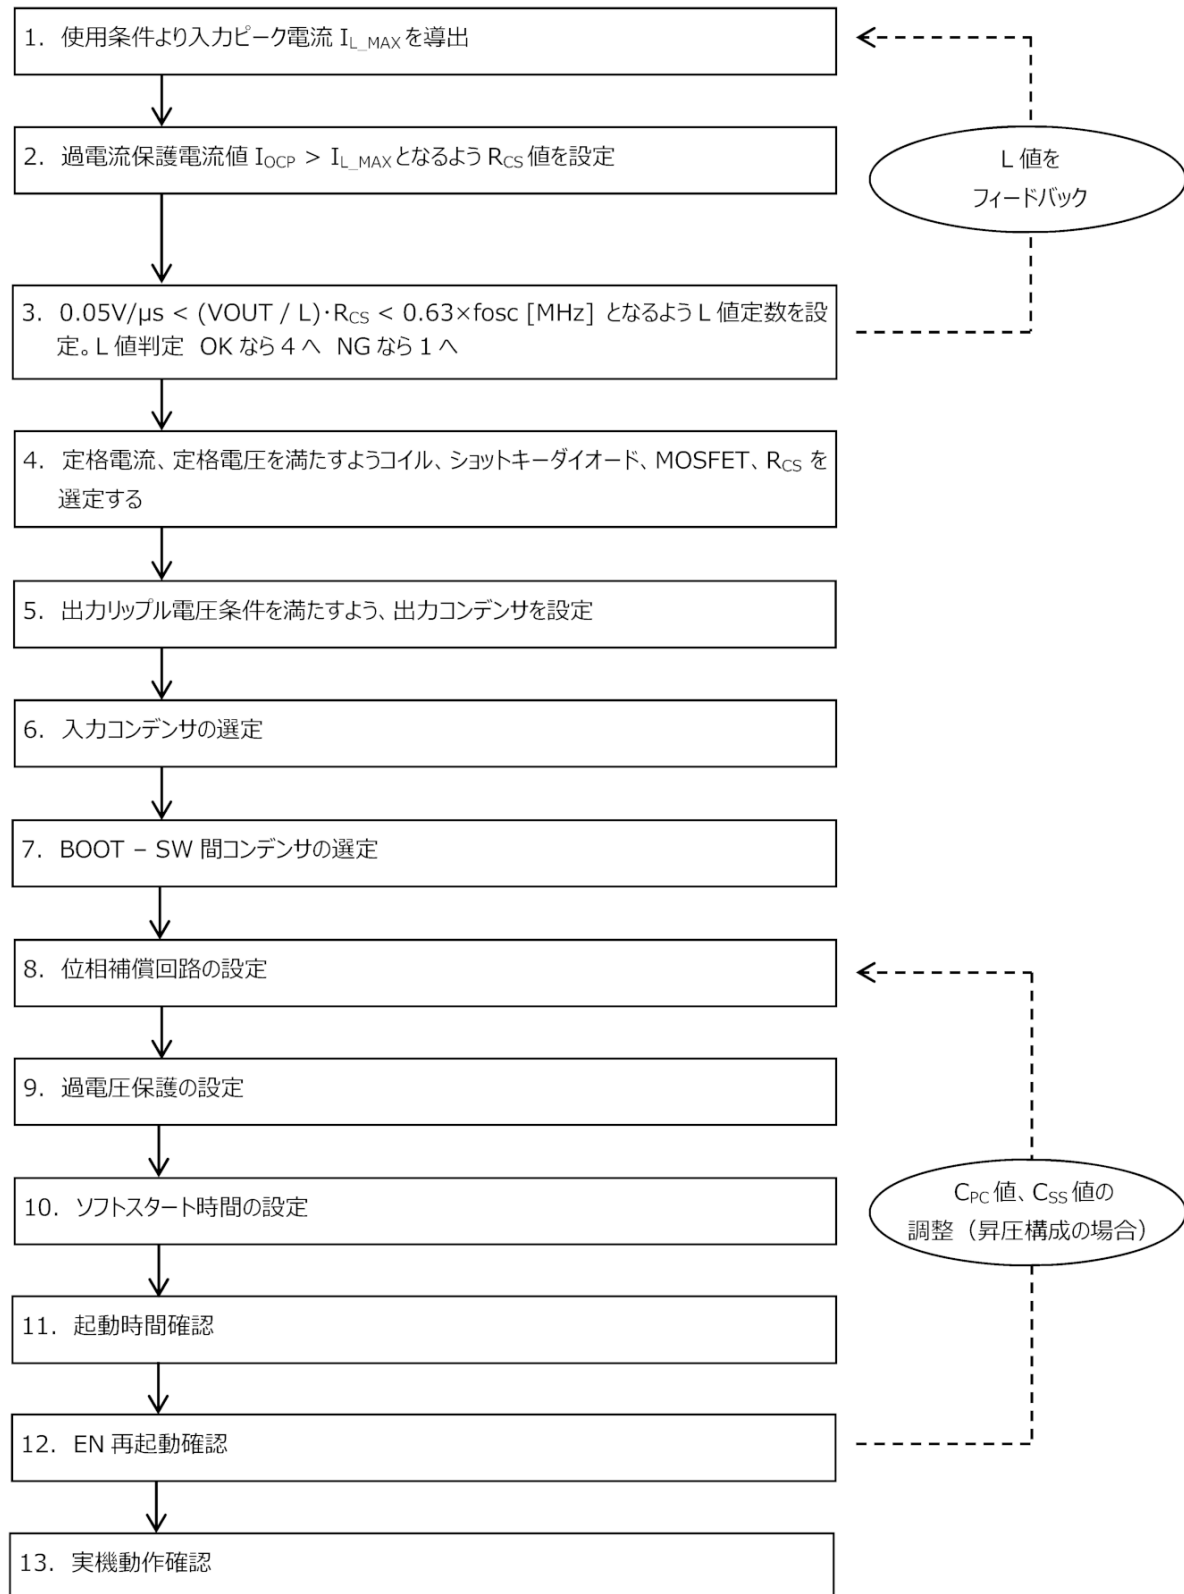 1. 使用条件より入力ピーク電流 I_L_MAX を導出
2. 過電流保護電流値 I_OCP > I_L_MAX となるよう R_CS 値を設定
L 値を
フィードバック
3. 0.05V/μs < (VOUT / L)・R_CS < 0.63×fosc [MHz] となるよう L 値定数を設
定。L 値判定 OK なら 4 へ NG なら 1 へ
4. 定格電流、定格電圧を満たすようコイル、ショットキーダイオード、MOSFET、R_CS を
選定する
5. 出力リップル電圧条件を満たすよう、出力コンデンサを設定
6. 入力コンデンサの選定
7. BOOT – SW 間コンデンサの選定
8. 位相補償回路の設定
9. 過電圧保護の設定
10. ソフトスタート時間の設定
C_PC 値、C_SS 値の
調整（昇圧構成の場合）
11. 起動時間確認
12. EN 再起動確認
13. 実機動作確認